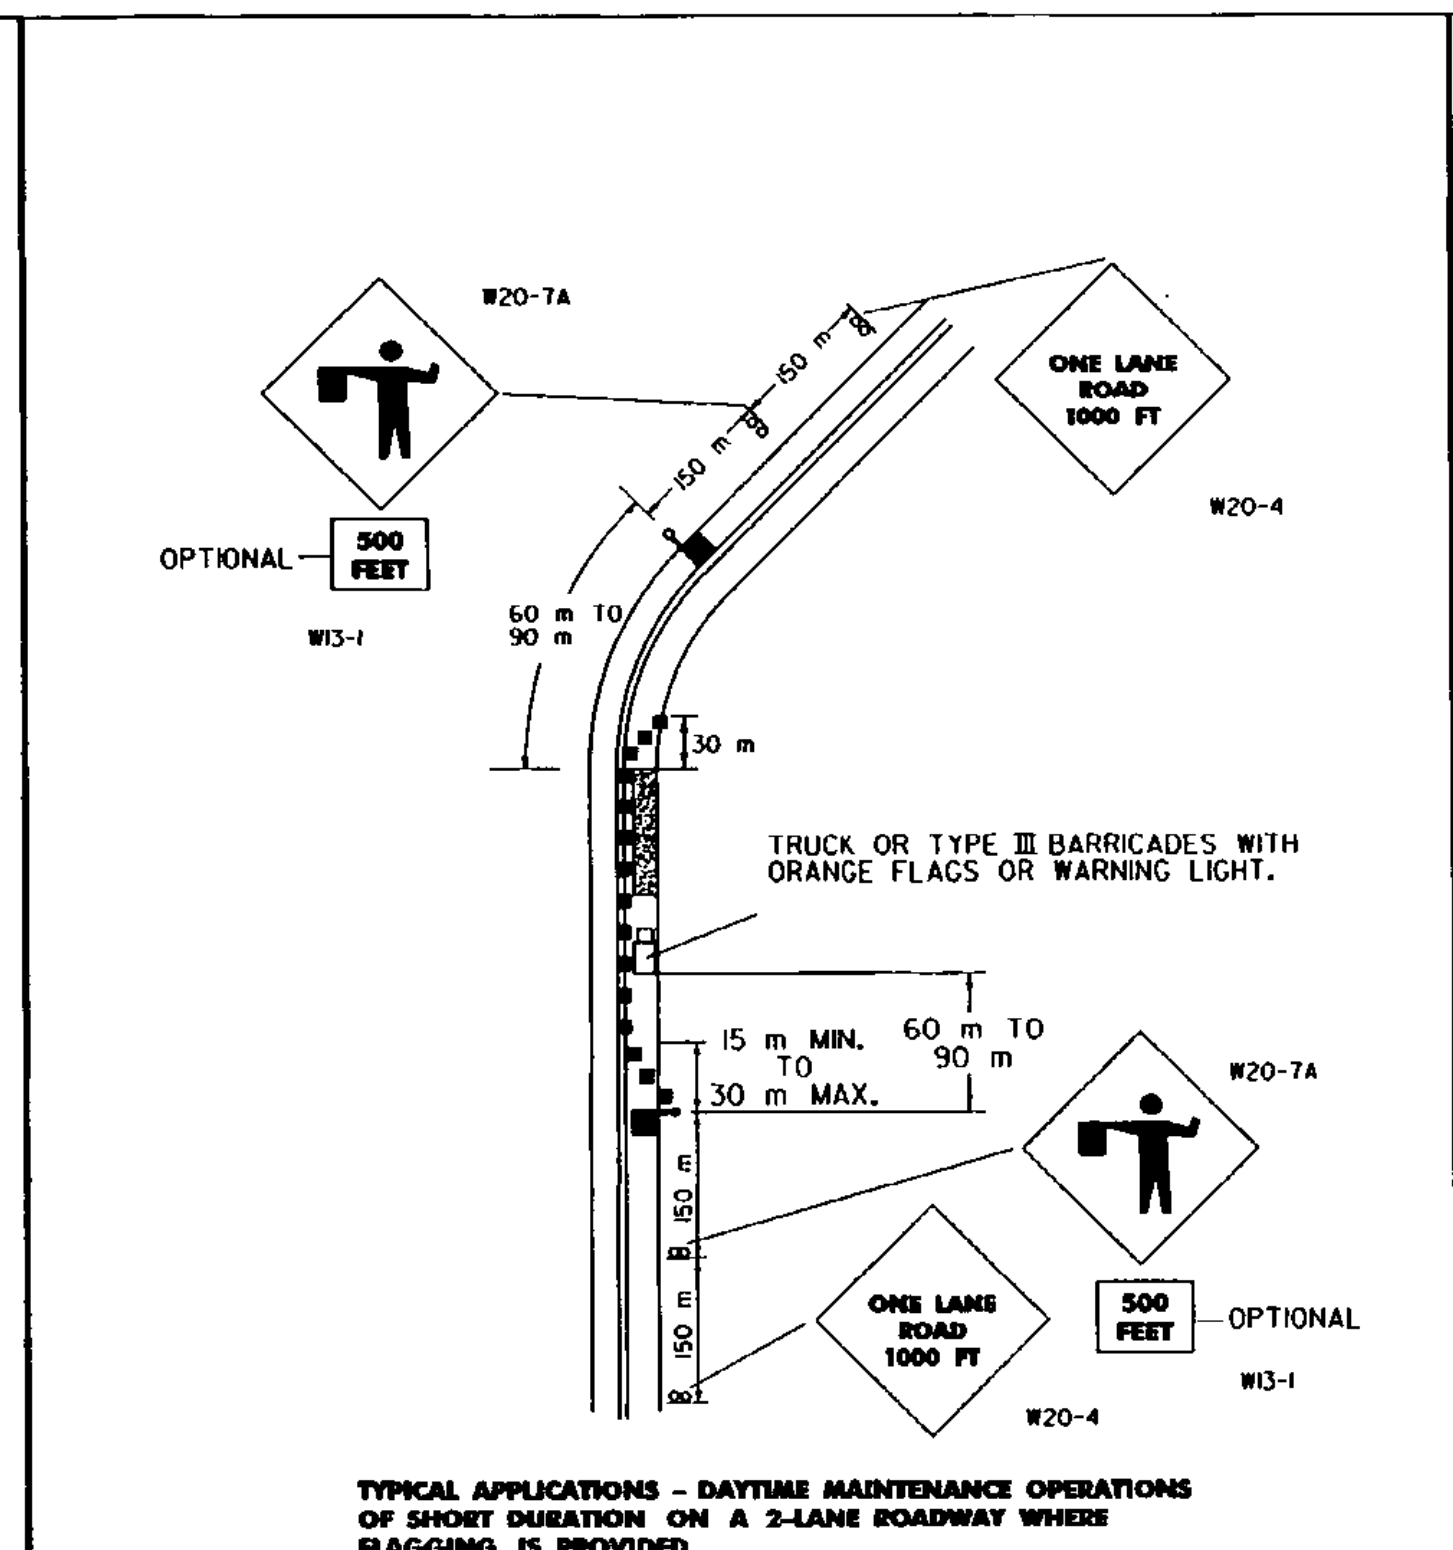 W20-7A
150 m
ONE LANE
ROAD
1000 FT
150 m
W20-4
OPTIONAL
500
FEET
60 m TO
90 m
W13-1
30 m
TRUCK OR TYPE III BARRICADES WITH
ORANGE FLAGS OR WARNING LIGHT.
15 m MIN.
TO
30 m MAX.
60 m TO
90 m
W20-7A
150 m
150 m
ONE LANE
ROAD
1000 FT
500
FEET
OPTIONAL
W13-1
W20-4
TYPICAL APPLICATIONS - DAYTIME MAINTENANCE OPERATIONS
OF SHORT DURATION ON A 2-LANE ROADWAY WHERE
FLAGGING IS PROVIDED